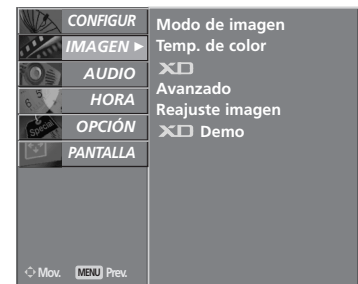 CONFIGUR
IMAGEN ►
AUDIO
HORA
OPCIÓN
PANTALLA
Mov. MENU Prev.
Modo de imagen
Temp. de color
XD
Avanzado
Reajuste imagen
XD Demo